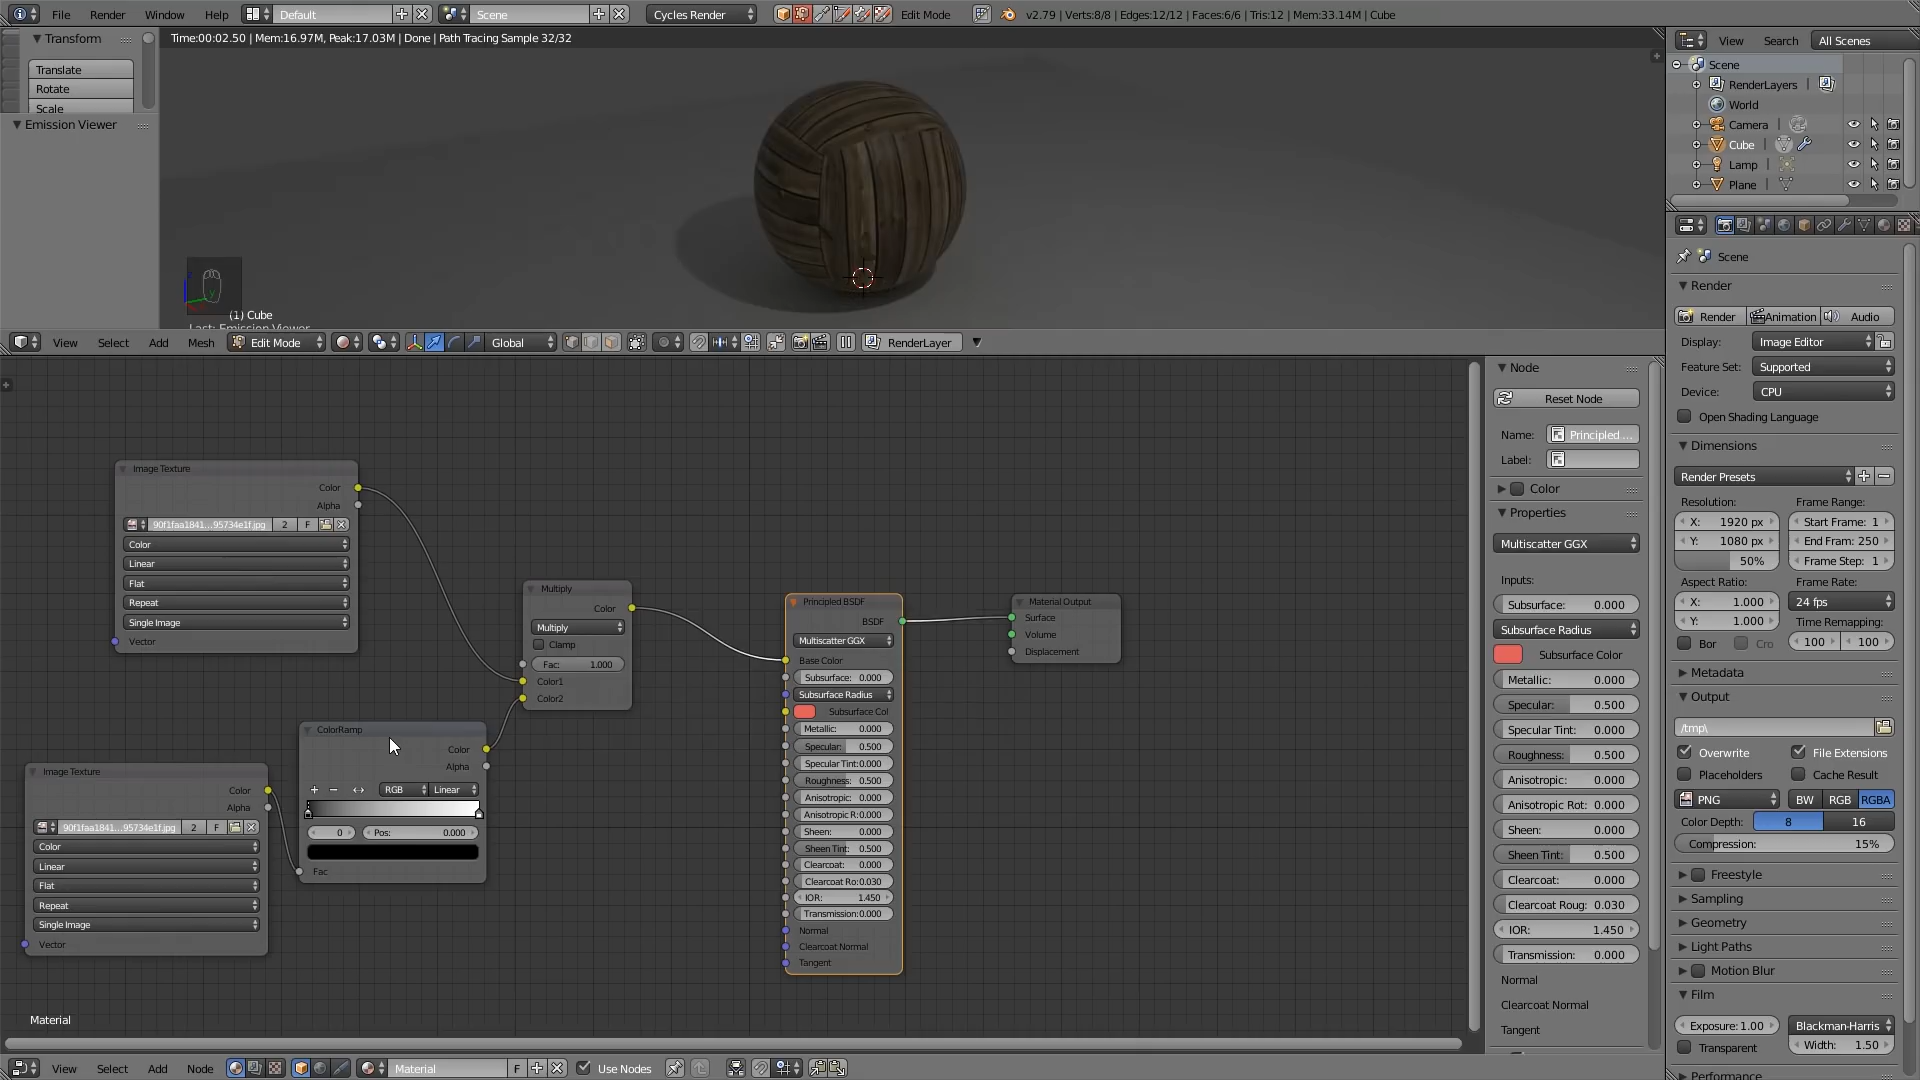 File Render Window Help Default Scene Cycles Render Edit Mode v2.79 | Verts:8/8 | Edges:12/12 | Faces:6/6 | Tris:12 | Mem:33.14M | Cube
Time:00:02.50 | Mem:16.97M, Peak:17.03M | Done | Path Tracing Sample 32/32
Transform
Translate
Rotate
Scale
Emission Viewer
(1) Cube
Last: Emission Viewer
View Select Add Mesh Edit Mode Global RenderLayer
View Search All Scenes
Scene
RenderLayers |
World
Camera |
Cube |
Lamp |
Plane |
Image Texture
Color
Alpha
90f1faa1841...95734e1f.jpg 2 F
Color
Linear
Flat
Repeat
Single Image
Vector
Image Texture
Color
Alpha
90f1faa1841...95734e1f.jpg 2 F
Color
Linear
Flat
Repeat
Single Image
Vector
ColorRamp
Color
Alpha
RGB Linear
0 Pos: 0.000
Fac
Multiply
Color
Multiply
Clamp
Fac: 1.000
Color1
Color2
Principled BSDF
BSDF
Multiscatter GGX
Base Color
Subsurface: 0.000
Subsurface Radius
Subsurface Col
Metallic: 0.000
Specular: 0.500
Specular Tint:0.000
Roughness: 0.500
Anisotropic: 0.000
Anisotropic R:0.000
Sheen: 0.000
Sheen Tint: 0.500
Clearcoat: 0.000
Clearcoat Ro:0.030
IOR: 1.450
Transmission:0.000
Normal
Clearcoat Normal
Tangent
Material Output
Surface
Volume
Displacement
Material
View Select Add Node Material F Use Nodes
Node
Reset Node
Name: Principled ...
Label:
Color
Properties
Multiscatter GGX
Inputs:
Subsurface: 0.000
Subsurface Radius
Subsurface Color
Metallic: 0.000
Specular: 0.500
Specular Tint: 0.000
Roughness: 0.500
Anisotropic: 0.000
Anisotropic Rot: 0.000
Sheen: 0.000
Sheen Tint: 0.500
Clearcoat: 0.000
Clearcoat Roug: 0.030
IOR: 1.450
Transmission: 0.000
Normal
Clearcoat Normal
Tangent
Scene
Render
Render Animation Audio
Display: Image Editor
Feature Set: Supported
Device: CPU
Open Shading Language
Dimensions
Render Presets
Resolution: Frame Range:
X: 1920 px Start Frame: 1
Y: 1080 px End Fram: 250
50% Frame Step: 1
Aspect Ratio: Frame Rate:
X: 1.000 24 fps
Y: 1.000 Time Remapping:
Bor Cro 100 100
Metadata
Output
/tmp\
Overwrite File Extensions
Placeholders Cache Result
PNG BW RGB RGBA
Color Depth: 8 16
Compression: 15%
Freestyle
Sampling
Geometry
Light Paths
Motion Blur
Film
Exposure: 1.00 Blackman-Harris
Transparent Width: 1.50
Performance